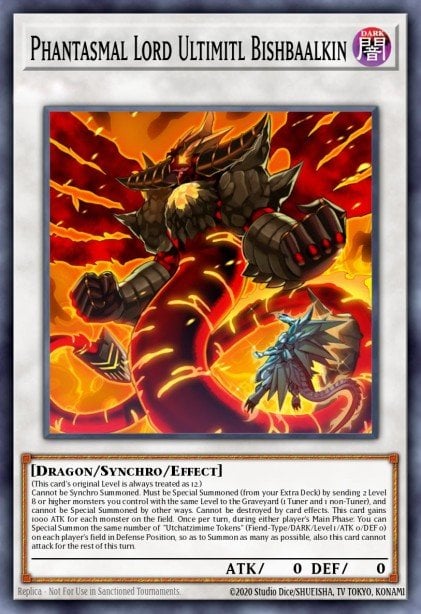 Phantasmal Lord Ultimitl Bishbaalkin
DARK
闇
[Dragon/Synchro/Effect]
(This card's original Level is always treated as 12.)
Cannot be Synchro Summoned. Must be Special Summoned (from your Extra Deck) by sending 2 Level
8 or higher monsters you control with the same Level to the Graveyard (1 Tuner and 1 non-Tuner), and
cannot be Special Summoned by other ways. Cannot be destroyed by card effects. This card gains
1000 ATK for each monster on the field. Once per turn, during either player's Main Phase: You can
Special Summon the same number of "Utchatzimime Tokens" (Fiend-Type/DARK/Level 1/ATK 0/DEF 0)
on each player's field in Defense Position, so as to Summon as many as possible, also this card cannot
attack for the rest of this turn.
ATK/ 0 DEF/ 0
Replica - Not For Use in Sanctioned Tournaments.
©2020 Studio Dice/SHUEISHA, TV TOKYO, KONAMI